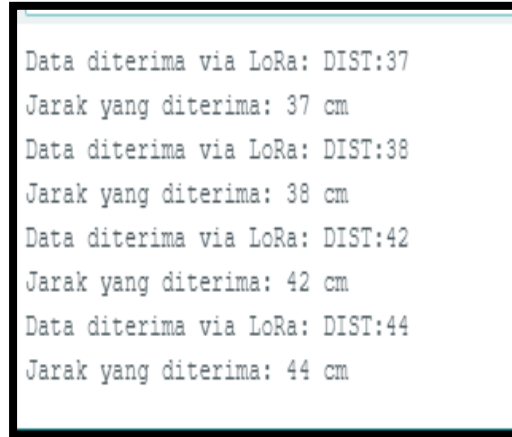 Data diterima via LoRa: DIST:37
Jarak yang diterima: 37 cm
Data diterima via LoRa: DIST:38
Jarak yang diterima: 38 cm
Data diterima via LoRa: DIST:42
Jarak yang diterima: 42 cm
Data diterima via LoRa: DIST:44
Jarak yang diterima: 44 cm